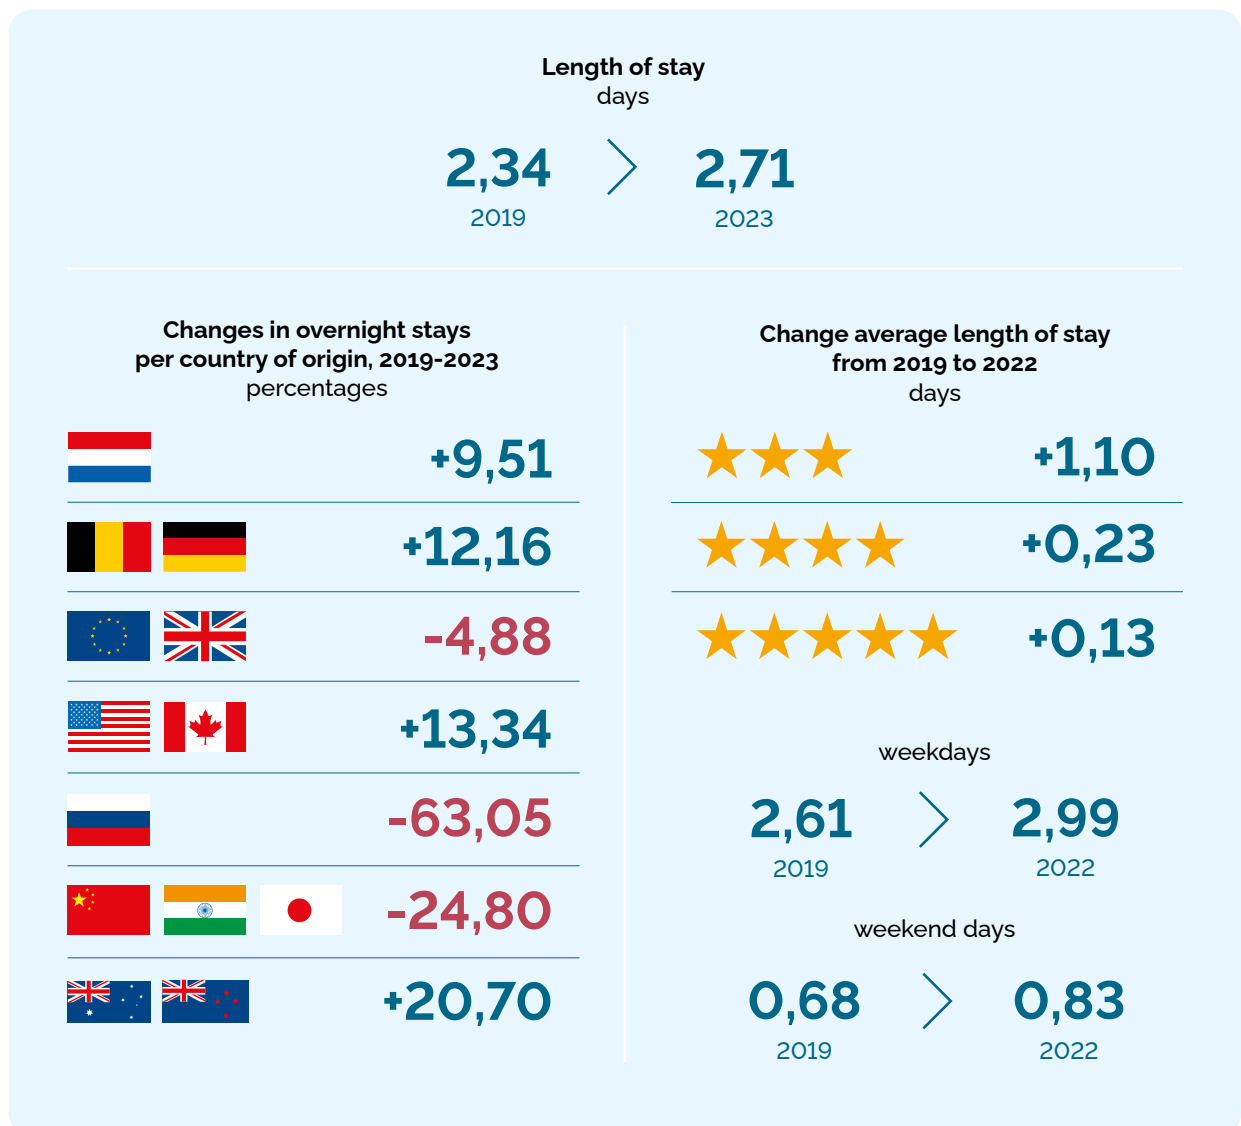 Length of stay
days
2,34
2,71
2019
2023
Changes in overnight stays
per country of origin, 2019-2023
percentages
+9,51
+12,16
-4,88
+13,34
-63,05
-24,80
+20,70
Change average length of stay
from 2019 to 2022
days
+1,10
+0,23
+0,13
weekdays
2,61
2,99
2019
2022
weekend days
0,68
0,83
2019
2022